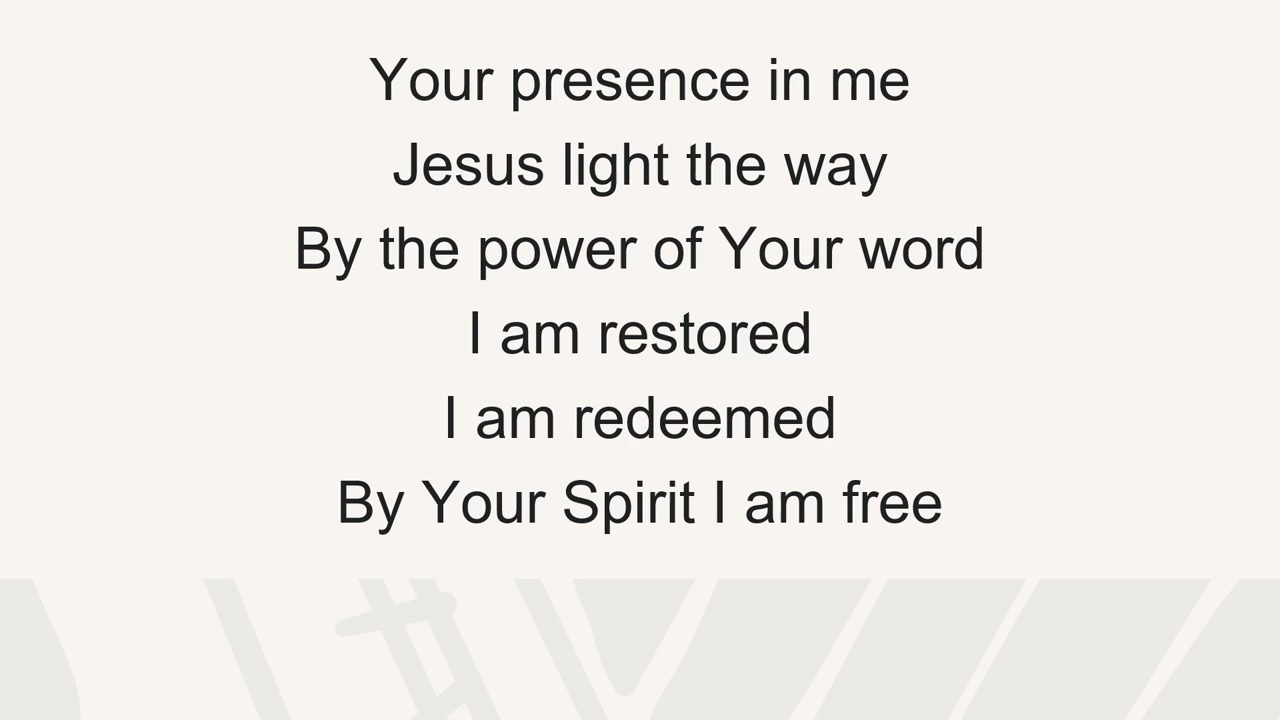 Your presence in me
Jesus light the way
By the power of Your word
I am restored
I am redeemed
By Your Spirit I am free